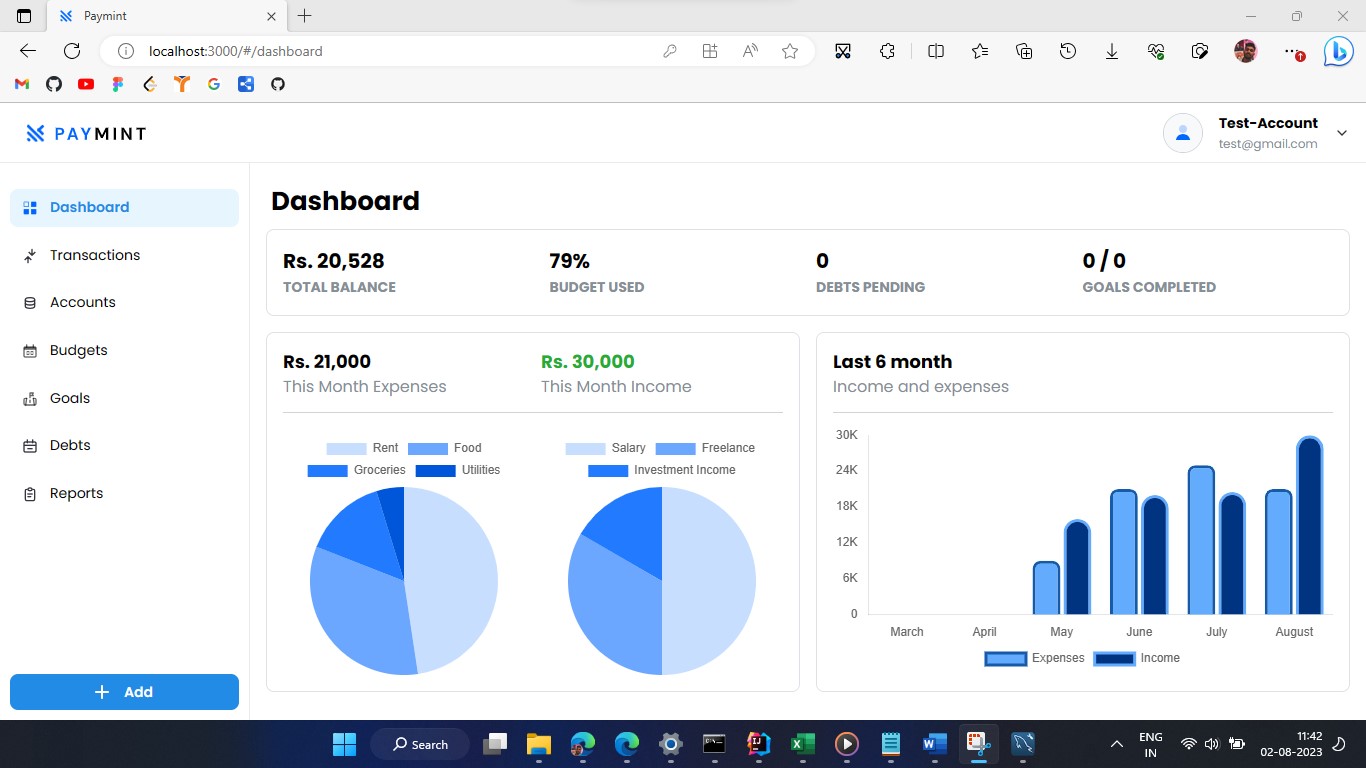 Paymint
localhost:3000/#/dashboard
PAYMINT
Test-Account
test@gmail.com
Dashboard
Transactions
Accounts
Budgets
Goals
Debts
Reports
Add
Dashboard
Rs. 20,528
TOTAL BALANCE
79%
BUDGET USED
0
DEBTS PENDING
0 / 0
GOALS COMPLETED
Rs. 21,000
This Month Expenses
Rs. 30,000
This Month Income
Rent Food
Groceries Utilities
Salary Freelance
Investment Income
Last 6 month
Income and expenses
30K
24K
18K
12K
6K
0
March April May June July August
Expenses Income
Search
ENG
IN
11:42
02-08-2023